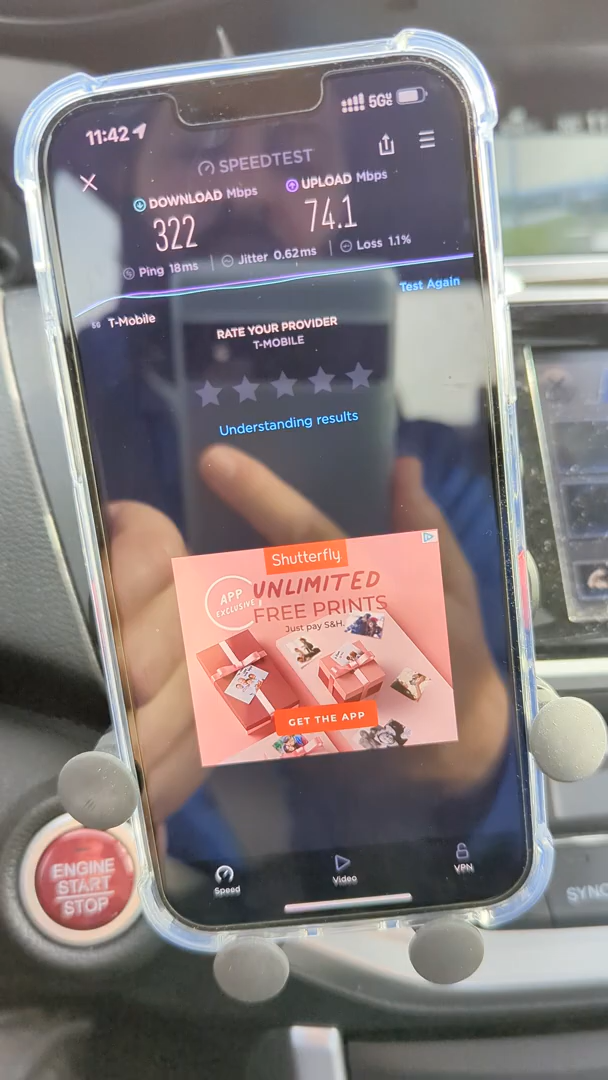 11:42 5GUC
SPEEDTEST
DOWNLOAD Mbps UPLOAD Mbps
322 74.1
Ping 18ms Jitter 0.62ms Loss 1.1%
Test Again
5G T-Mobile
RATE YOUR PROVIDER
T-MOBILE
Understanding results
Shutterfly
APP
EXCLUSIVE
UNLIMITED
FREE PRINTS
Just pay S&H.
GET THE APP
Speed Video VPN
ENGINE
START
STOP
SYNC